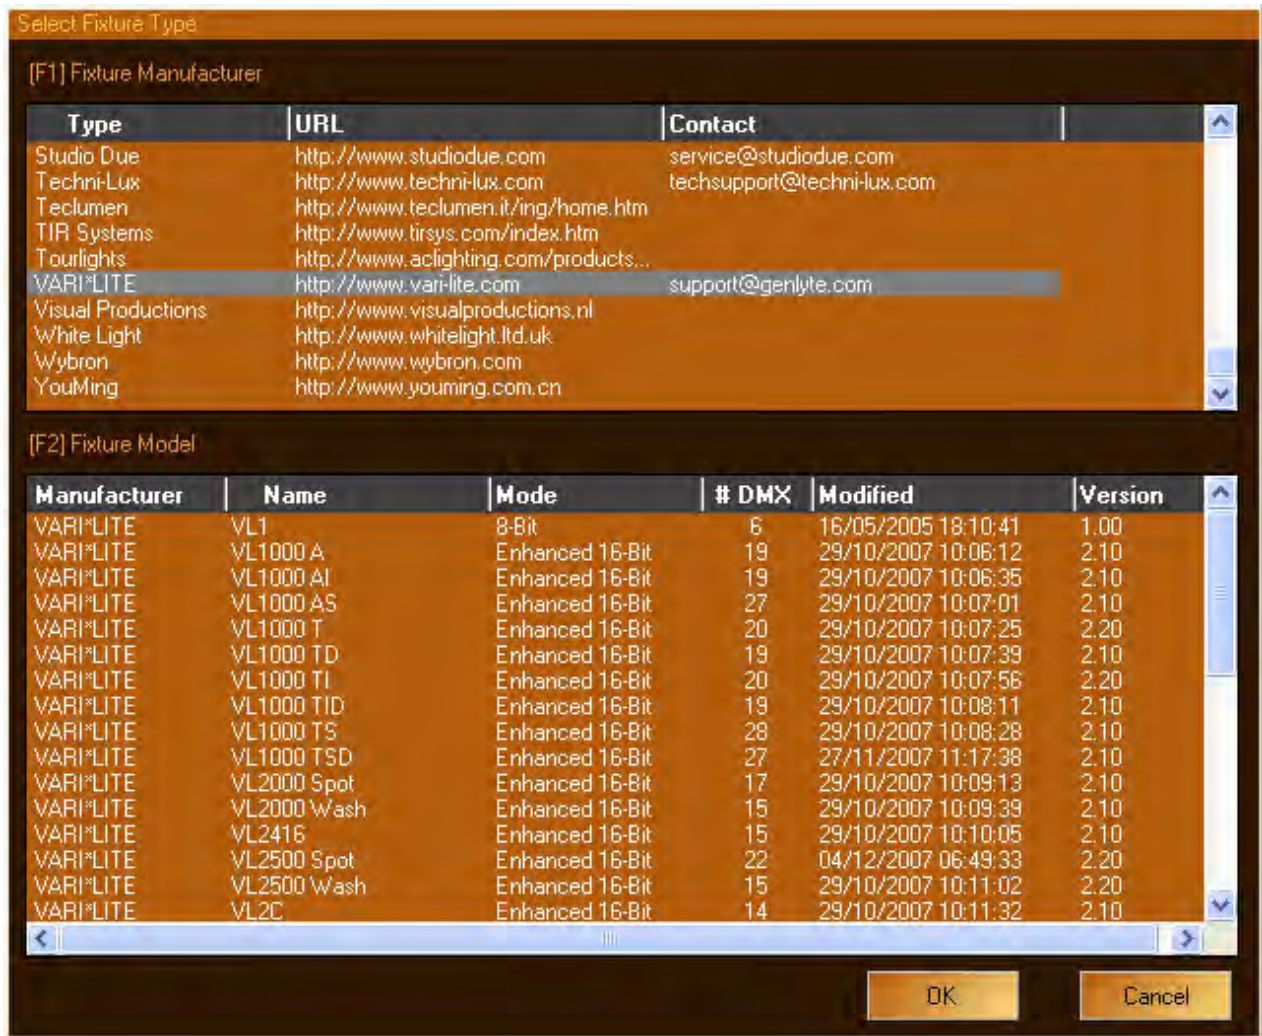 Select Fixture Type
[F1] Fixture Manufacturer
Type URL Contact
Studio Due http://www.studiodue.com service@studiodue.com
Techni-Lux http://www.techni-lux.com techsupport@techni-lux.com
Teclumen http://www.teclumen.it/ing/home.htm
TIR Systems http://www.tirsys.com/index.htm
Tourlights http://www.aclighting.com/products...
VARI*LITE http://www.vari-lite.com support@genlyte.com
Visual Productions http://www.visualproductions.nl
White Light http://www.whitelight.ltd.uk
Wybron http://www.wybron.com
YouMing http://www.youming.com.cn
[F2] Fixture Model
Manufacturer Name Mode # DMX Modified Version
VARI*LITE VL1 8-Bit 6 16/05/2005 18:10:41 1.00
VARI*LITE VL1000 A Enhanced 16-Bit 19 29/10/2007 10:06:12 2.10
VARI*LITE VL1000 AI Enhanced 16-Bit 19 29/10/2007 10:06:35 2.10
VARI*LITE VL1000 AS Enhanced 16-Bit 27 29/10/2007 10:07:01 2.10
VARI*LITE VL1000 T Enhanced 16-Bit 20 29/10/2007 10:07:25 2.20
VARI*LITE VL1000 TD Enhanced 16-Bit 19 29/10/2007 10:07:39 2.10
VARI*LITE VL1000 TI Enhanced 16-Bit 20 29/10/2007 10:07:56 2.20
VARI*LITE VL1000 TID Enhanced 16-Bit 19 29/10/2007 10:08:11 2.10
VARI*LITE VL1000 TS Enhanced 16-Bit 28 29/10/2007 10:08:28 2.10
VARI*LITE VL1000 TSD Enhanced 16-Bit 27 27/11/2007 11:17:38 2.10
VARI*LITE VL2000 Spot Enhanced 16-Bit 17 29/10/2007 10:09:13 2.10
VARI*LITE VL2000 Wash Enhanced 16-Bit 15 29/10/2007 10:09:39 2.10
VARI*LITE VL2416 Enhanced 16-Bit 15 29/10/2007 10:10:05 2.10
VARI*LITE VL2500 Spot Enhanced 16-Bit 22 04/12/2007 06:49:33 2.20
VARI*LITE VL2500 Wash Enhanced 16-Bit 15 29/10/2007 10:11:02 2.20
VARI*LITE VL2C Enhanced 16-Bit 14 29/10/2007 10:11:32 2.10
OK Cancel